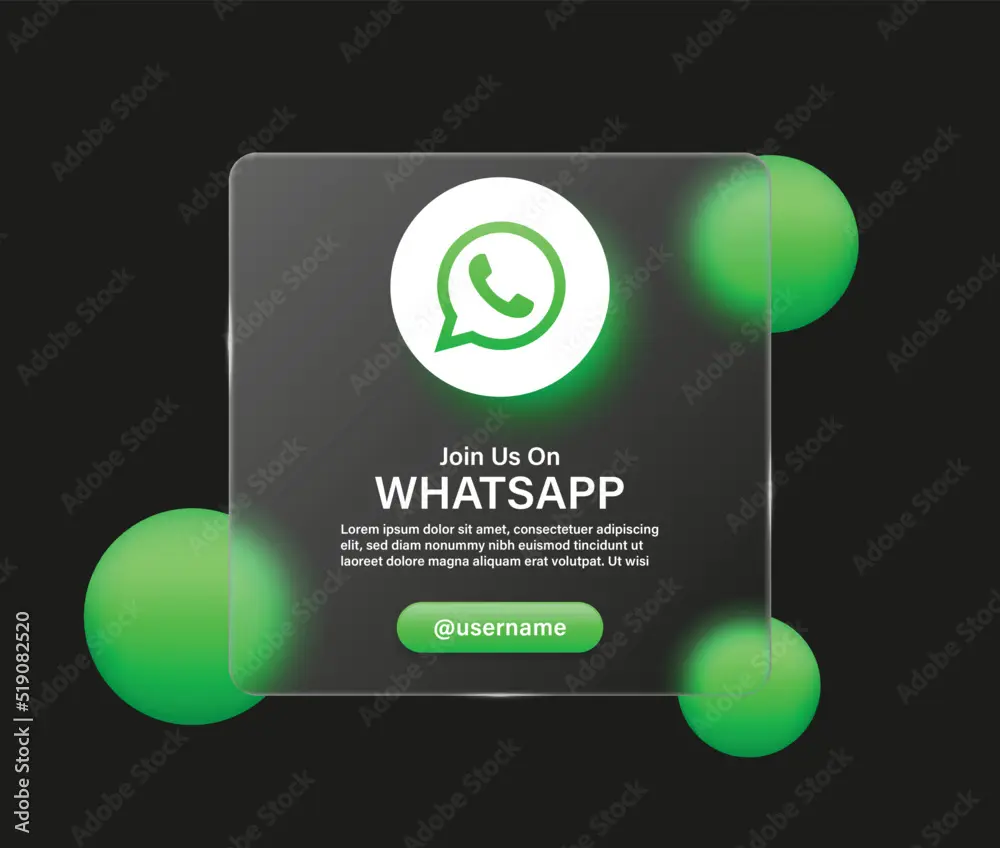 Join Us On
WHATSAPP
Lorem ipsum dolor sit amet, consectetuer adipiscing
elit, sed diam nonummy nibh euismod tincidunt ut
laoreet dolore magna aliquam erat volutpat. Ut wisi
@username
Adobe Stock | #519082520
Adobe Stock